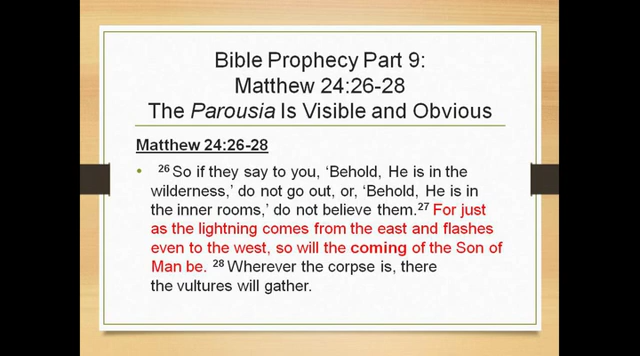 Bible Prophecy Part 9:
Matthew 24:26-28
The Parousia Is Visible and Obvious
Matthew 24:26-28
• 26 So if they say to you, ‘Behold, He is in the
wilderness,’ do not go out, or, ‘Behold, He is in
the inner rooms,’ do not believe them.27 For just
as the lightning comes from the east and flashes
even to the west, so will the coming of the Son of
Man be. 28 Wherever the corpse is, there
the vultures will gather.